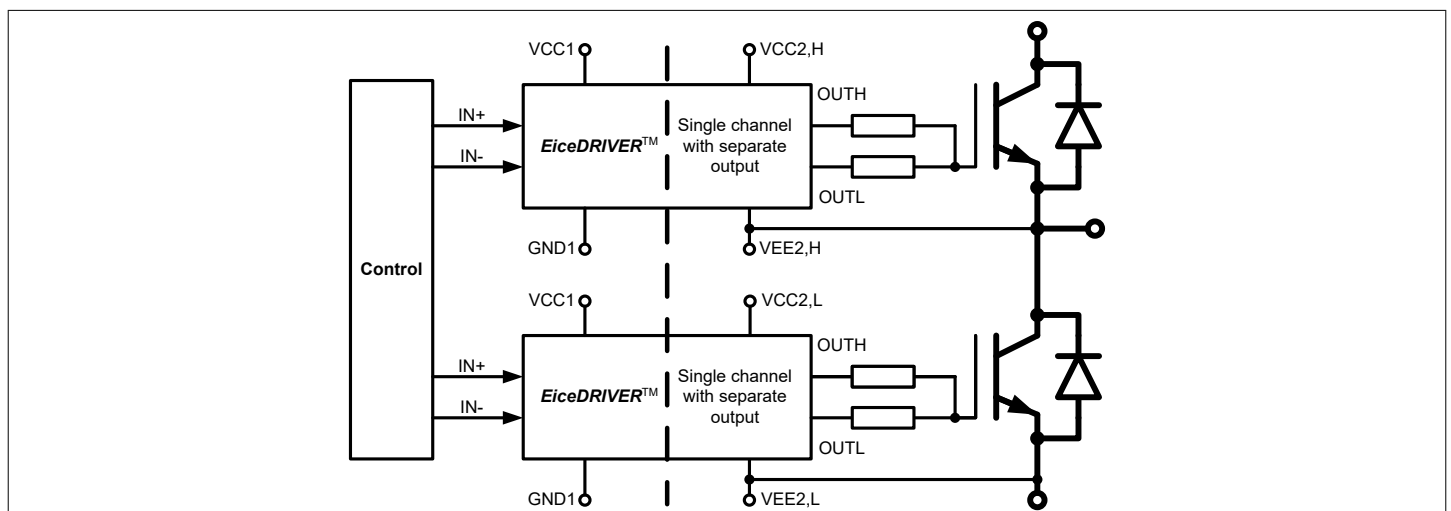 VCC1
VCC2,H
OUTH
IN+
EiceDRIVER™
Single channel
with separate
output
IN-
OUTL
GND1
VEE2,H
Control
VCC1
VCC2,L
OUTH
IN+
EiceDRIVER™
Single channel
with separate
output
IN-
OUTL
GND1
VEE2,L